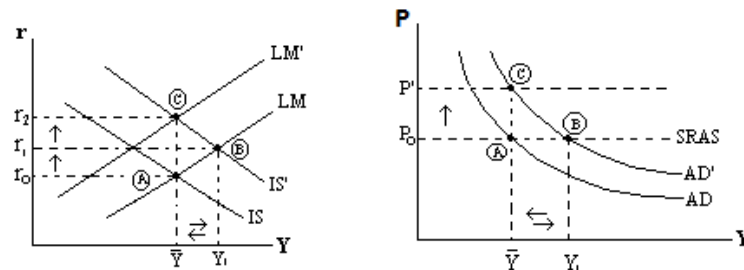 r
LM'
LM
r₂
r₁
r₀
C
B
A
IS'
IS
Y
Ȳ
Y₁
P
P'
P₀
C
B
A
SRAS
AD'
AD
Y
Ȳ
Y₁